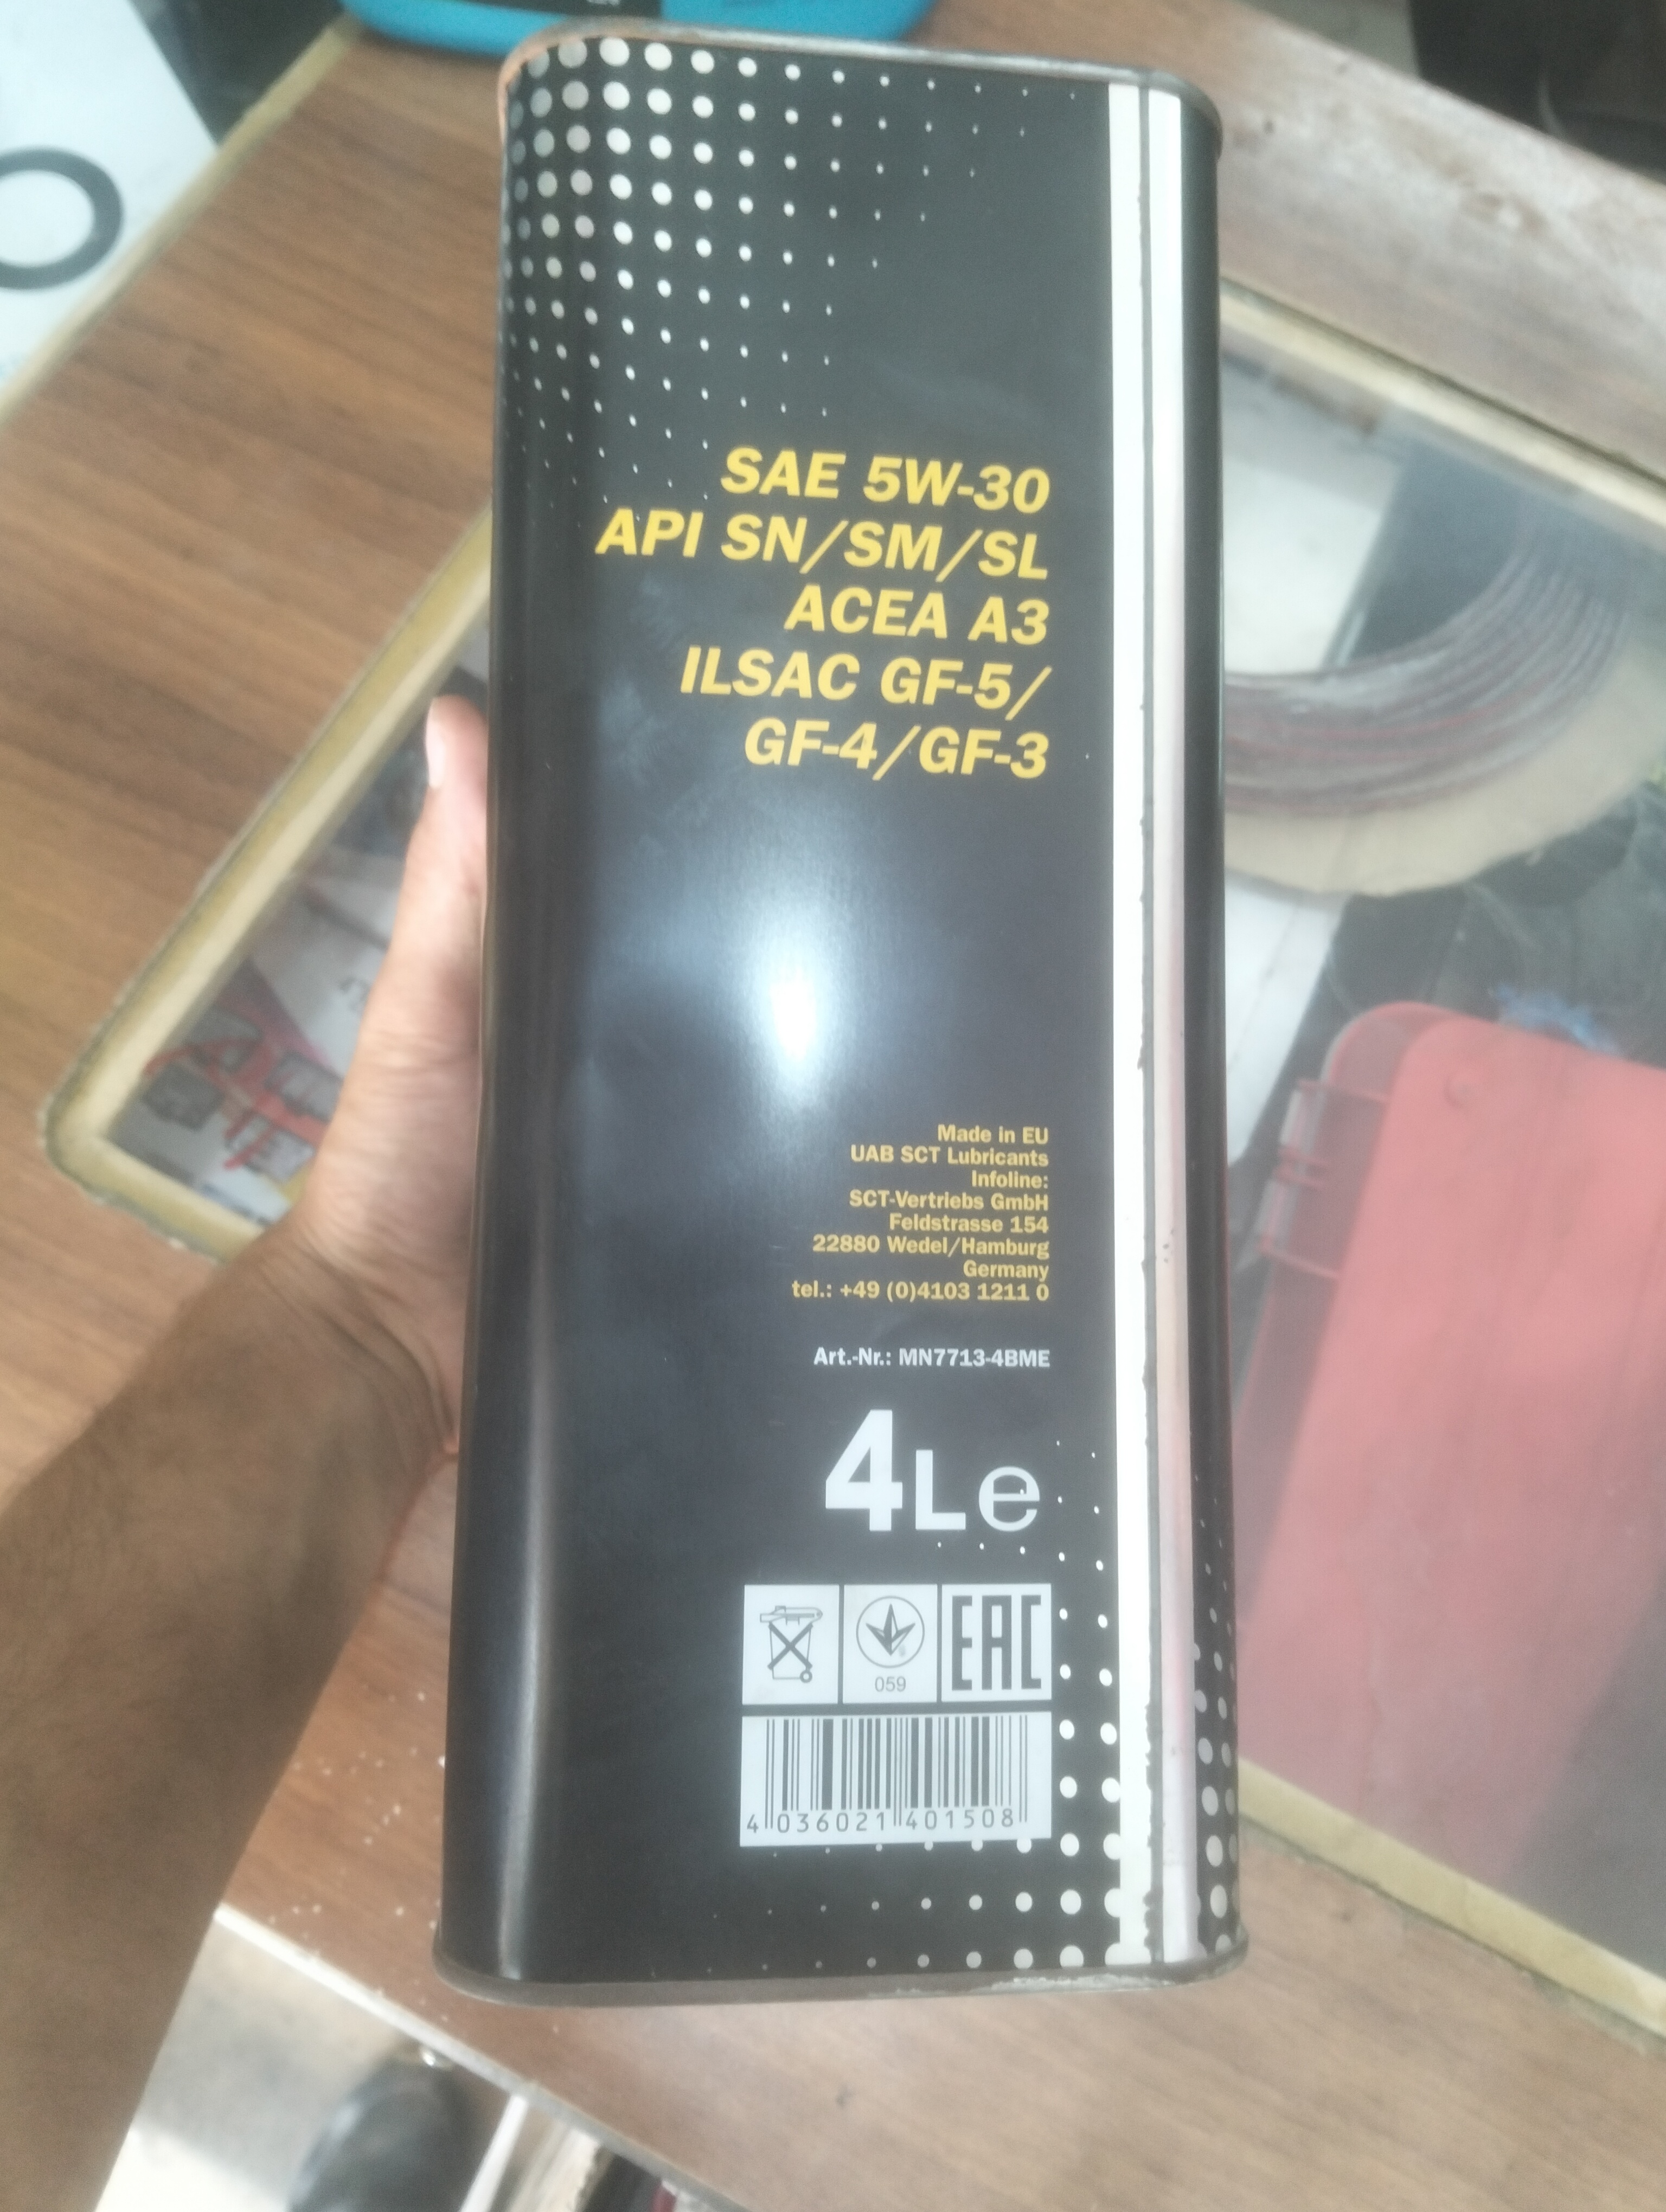 SAE 5W-30
API SN/SM/SL
ACEA A3
ILSAC GF-5/
GF-4/GF-3
Made in EU
UAB SCT Lubricants
Infoline:
SCT-Vertriebs GmbH
Feldstrasse 154
22880 Wedel/Hamburg
Germany
tel.: +49 (0)4103 1211 0
Art.-Nr.: MN7713-4BME
4L e
059
EAC
4 036021 401508